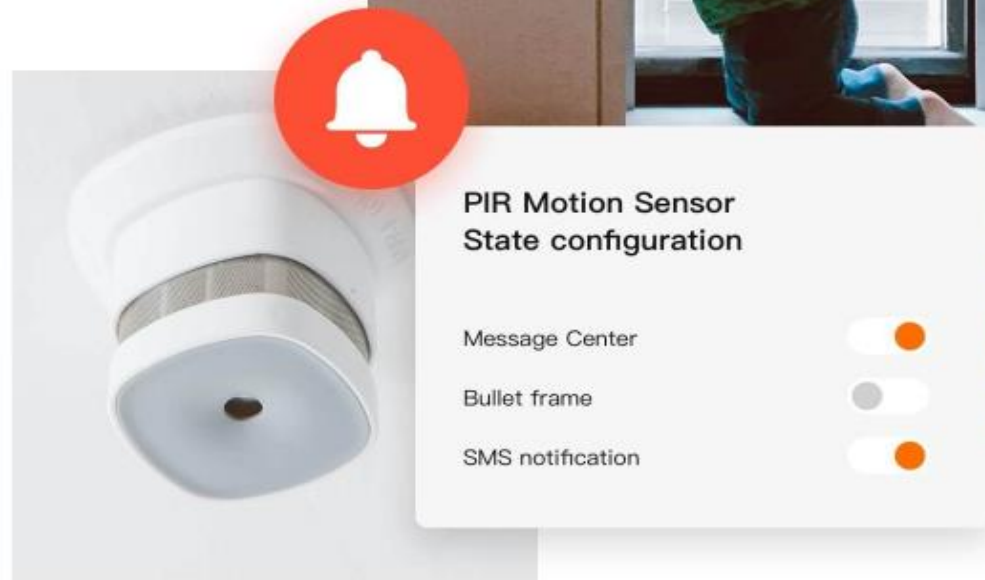 PIR Motion Sensor
State configuration
Message Center
Bullet frame
SMS notification